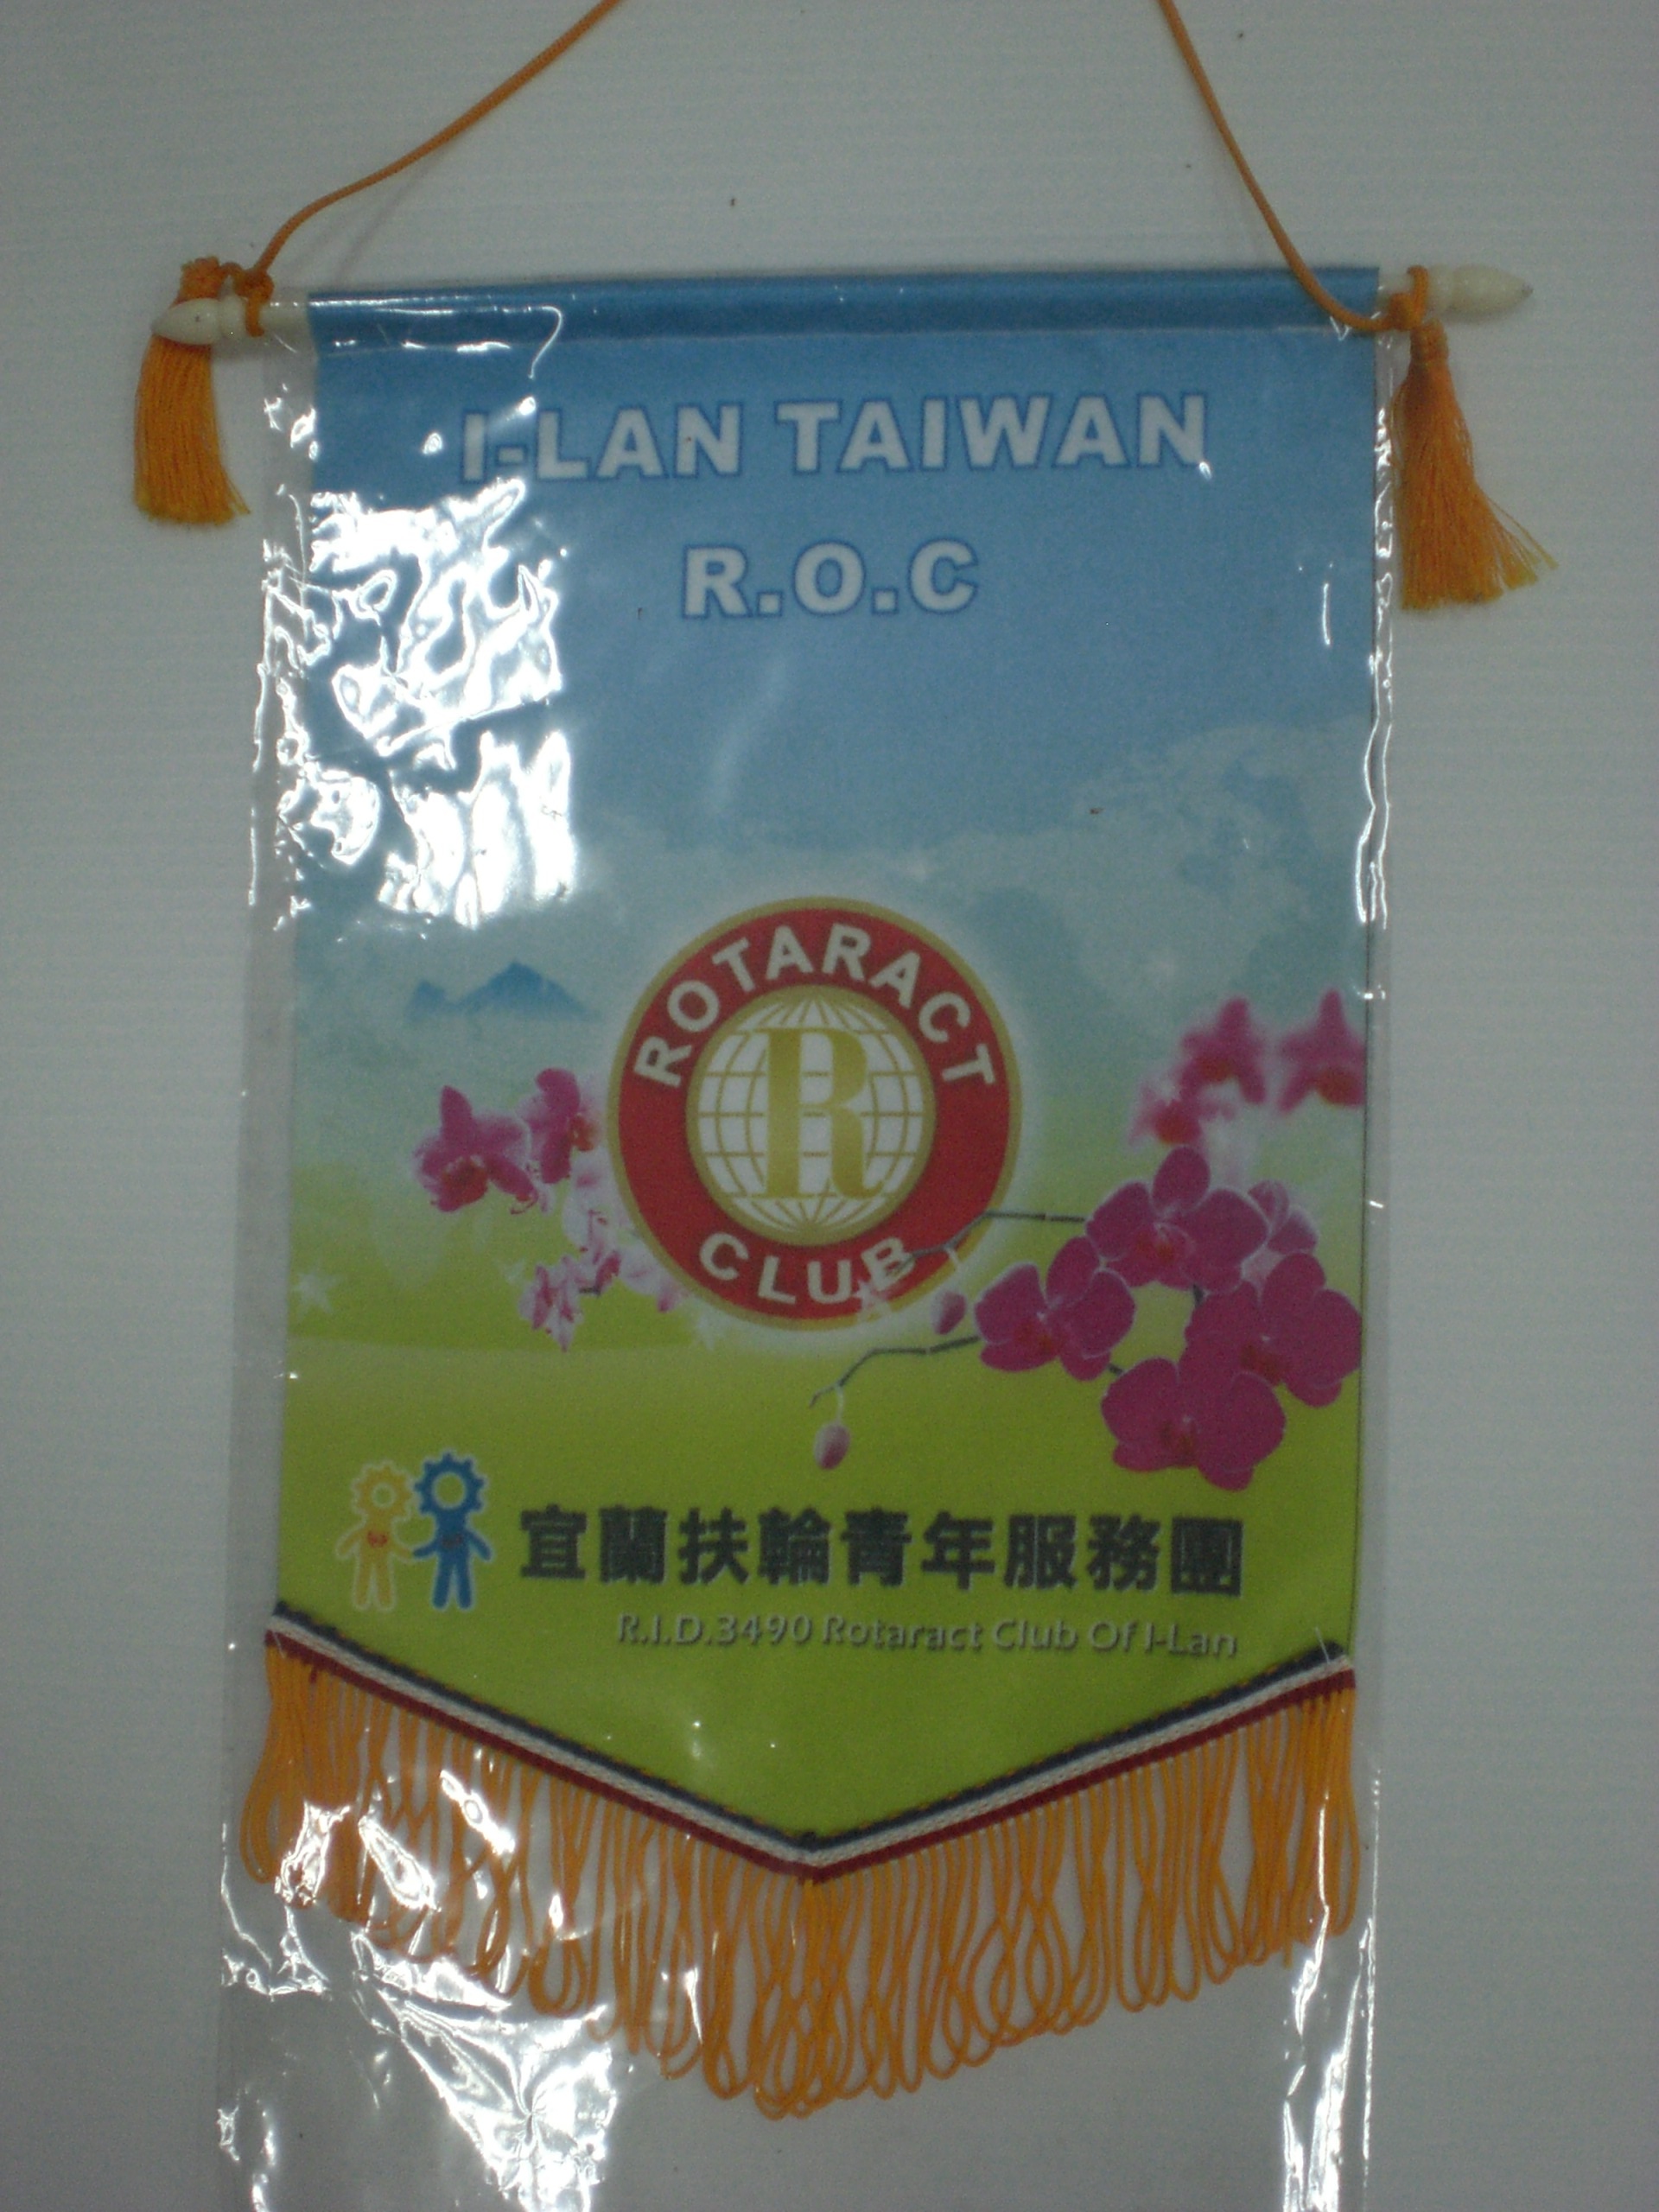 I-LAN TAIWAN
R.O.C
ROTARACT
R
CLUB
宜蘭扶輪青年服務團
R.I.D.3490 Rotaract Club Of I-Lan